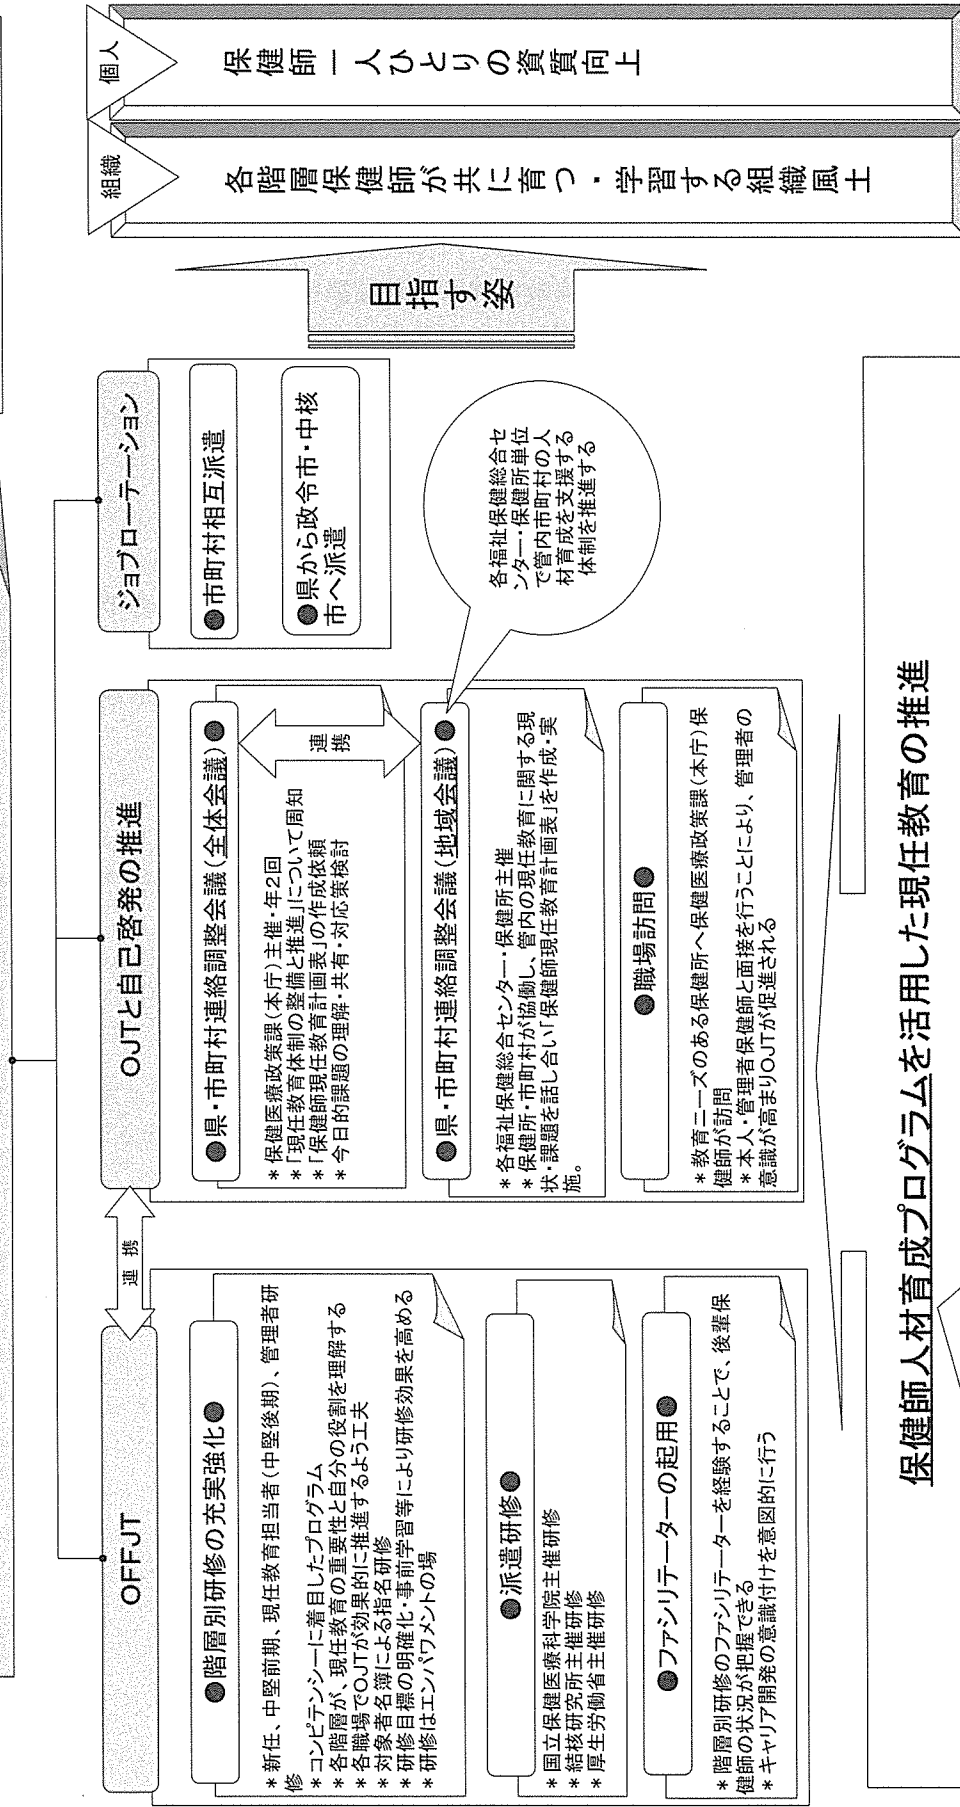 OFFJT
●階層別研修の充実強化●
＊新任、中堅前期、現任教育担当者（中堅後期）、管理者研
修
＊コンピテンシーに着目したプログラム
＊各階層が、現任教育の重要性と自分の役割を理解する
＊各職場でOJTが効果的に推進するよう工夫
＊対象者名簿による指名研修
＊研修目標の明確化・事前学習等により研修効果を高める
＊研修はエンパワメントの場
●派遣研修●
＊国立保健医療科学院主催研修
＊結核研究所主催研修
＊厚生労働省主催研修
●ファシリテーターの起用●
＊階層別研修のファシリテーターを経験することで、後輩保
健師の状況が把握できる
＊キャリア開発の意識付けを意図的に行う
連 携
OJTと自己啓発の推進
●県・市町村連絡調整会議（全体会議）●
＊保健医療政策課（本庁）主催・年２回
＊「現任教育体制の整備と推進」について周知
＊「保健師現任教育計画表」の作成依頼
＊今日的課題の理解・共有・対応策検討
連
携
●県・市町村連絡調整会議（地域会議）●
＊各福祉保健総合センター・保健所主催
＊保健所・市町村が協働し、管内の現任教育に関する現
状・課題を話し合い「保健師現任教育計画表」を作成・実
施。
●職場訪問●
＊教育ニーズのある保健所へ保健医療政策課（本庁）保
健師が訪問
＊本人・管理者保健師と面接を行うことにより、管理者の
意識が高まりOJTが促進される
ジョブローテーション
●市町村相互派遣
●県から政令市・中核
市へ派遣
各福祉保健総合セ
ンター・保健所単位
で管内市町村の人
材育成を支援する
体制を推進する
目
指
す
姿
組織
各階層保健師が共に育つ・学習する組織風土
個人
保健師一人ひとりの資質向上
保健師人材育成プログラムを活用した現任教育の推進